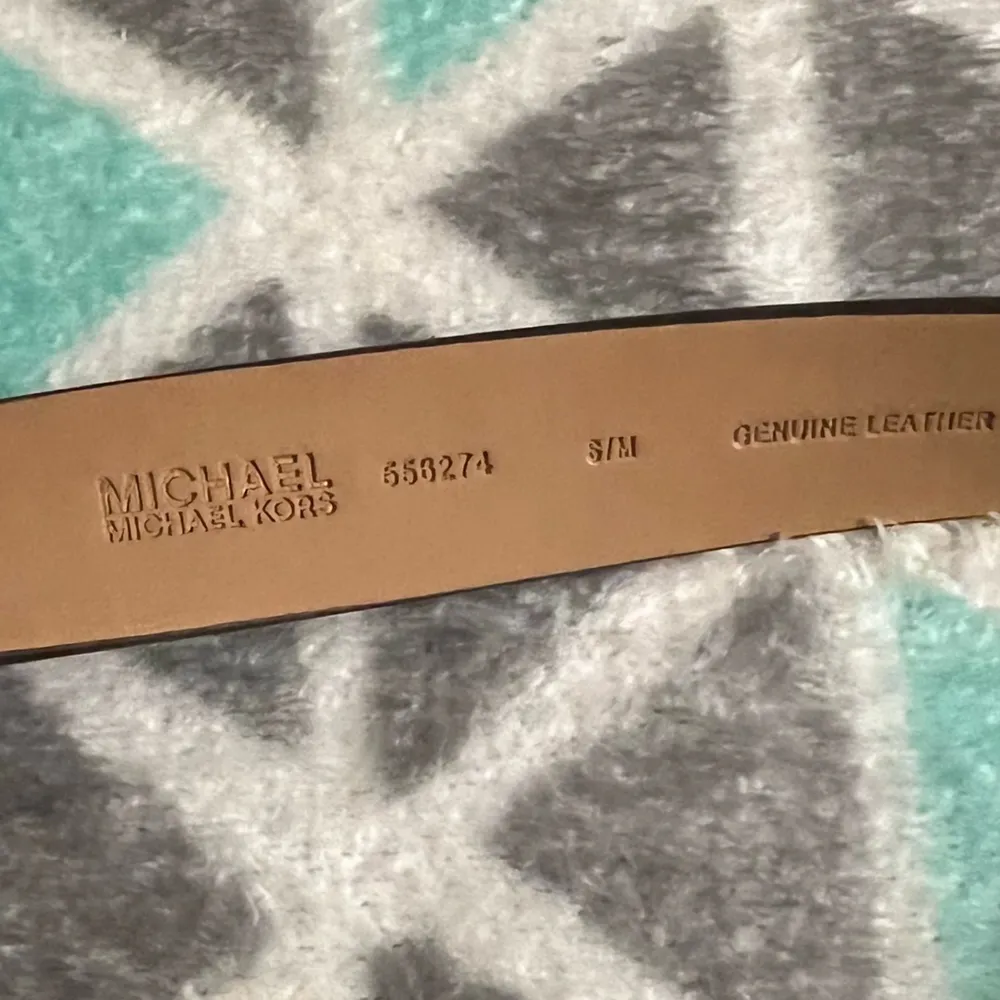 MICHAEL
MICHAEL KORS
556274
S/M
GENUINE LEATHER